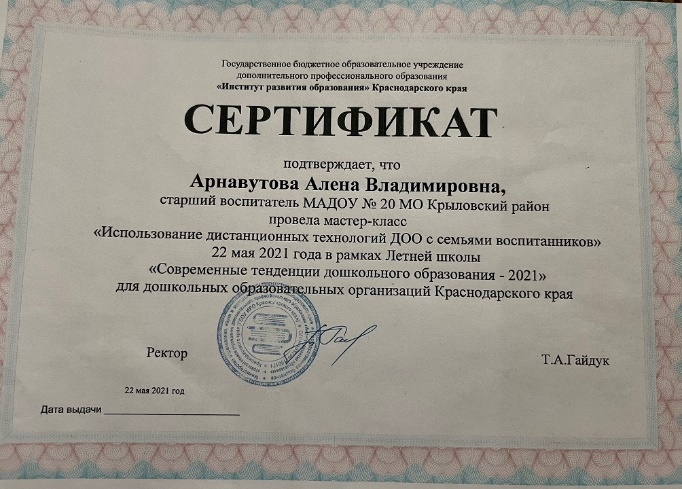 Государственное бюджетное образовательное учреждение
дополнительного профессионального образования
«Институт развития образования» Краснодарского края
СЕРТИФИКАТ
подтверждает, что
Арнавутова Алена Владимировна,
старший воспитатель МАДОУ № 20 МО Крыловский район
провела мастер-класс
«Использование дистанционных технологий ДОО с семьями воспитанников»
22 мая 2021 года в рамках Летней школы
«Современные тенденции дошкольного образования - 2021»
для дошкольных образовательных организаций Краснодарского края
Ректор
Т.А.Гайдук
22 мая 2021 год
Дата выдачи